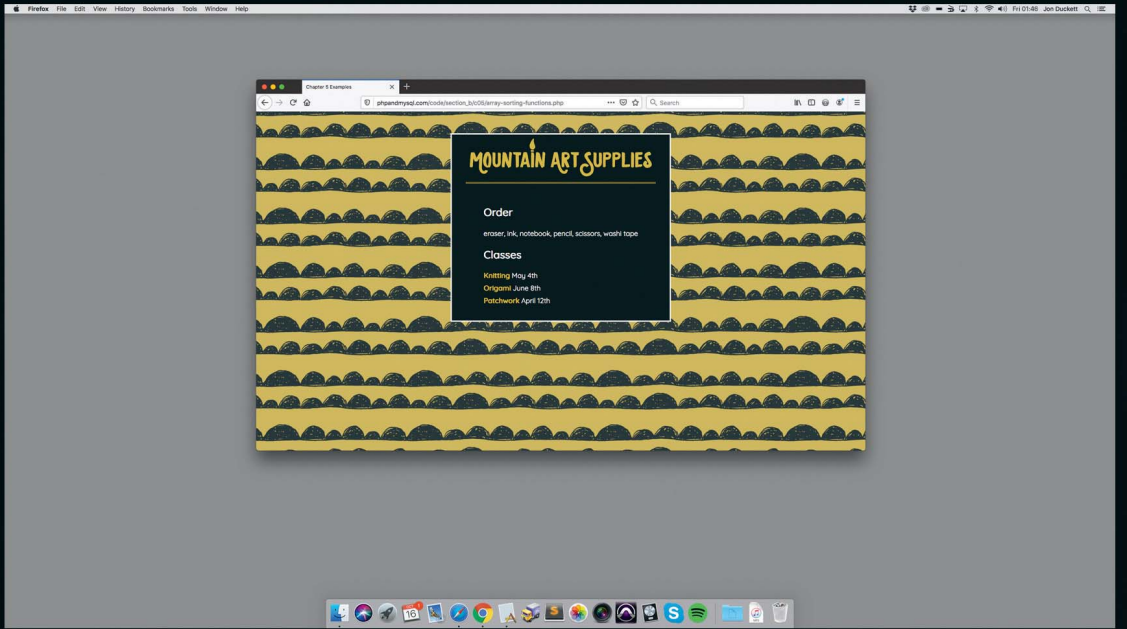 Firefox File Edit View History Bookmarks Tools Window Help
Fri 01:46 Jon Duckett
Chapter 5 Examples
phpandmysql.com/code/section_b/c05/array-sorting-functions.php
Search
MOUNTAIN ART SUPPLIES
Order
eraser, ink, notebook, pencil, scissors, washi tape
Classes
Knitting May 4th
Origami June 8th
Patchwork April 12th
16